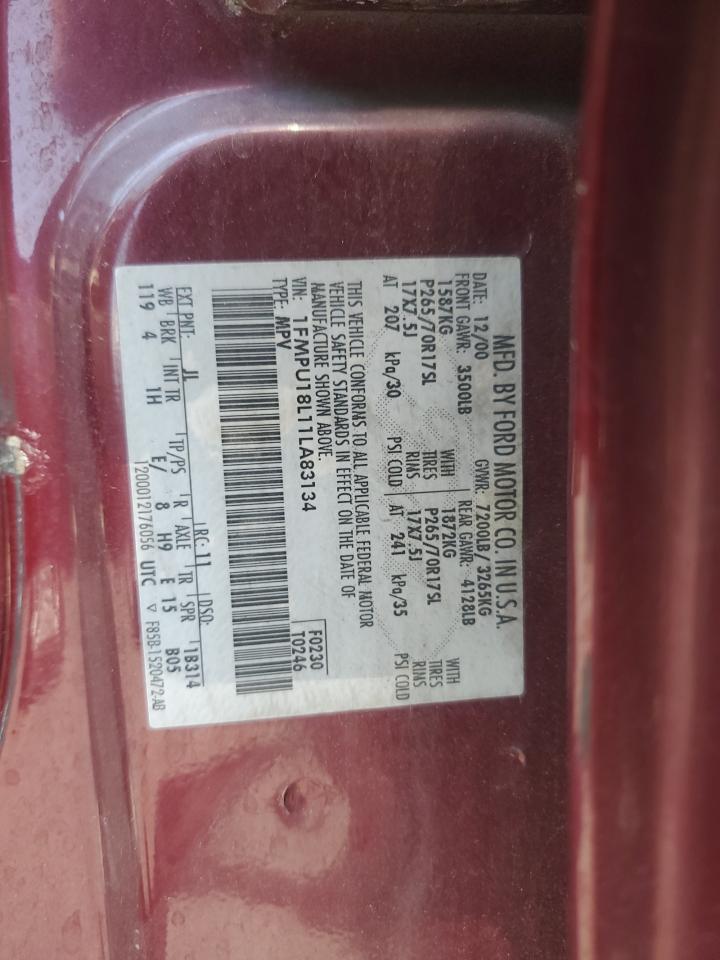 MFD. BY FORD MOTOR CO. IN U.S.A.
DATE: 12/00 GVWR: 7200LB/ 3265KG
FRONT GAWR: 3500LB REAR GAWR: 4128LB
1587KG WITH 1872KG WITH
P265/70R17SL TIRES P265/70R17SL TIRES
17X7.5J RIMS 17X7.5J RIMS
AT 207 kPa/30 PSI COLD AT 241 kPa/35 PSI COLD
THIS VEHICLE CONFORMS TO ALL APPLICABLE FEDERAL MOTOR
VEHICLE SAFETY STANDARDS IN EFFECT ON THE DATE OF
MANUFACTURE SHOWN ABOVE.
VIN: 1FMPU18L11LA83134 F0230
TYPE: MPV T0246
EXT PNT: JL RC: 11 DSO:
WB BRK INT TR TP/PS R AXLE TR SPR 1B314
119 4 1H E/ 8 H9 E 15 B05
200012176056 UTC ▽ F85B-1520472-AB